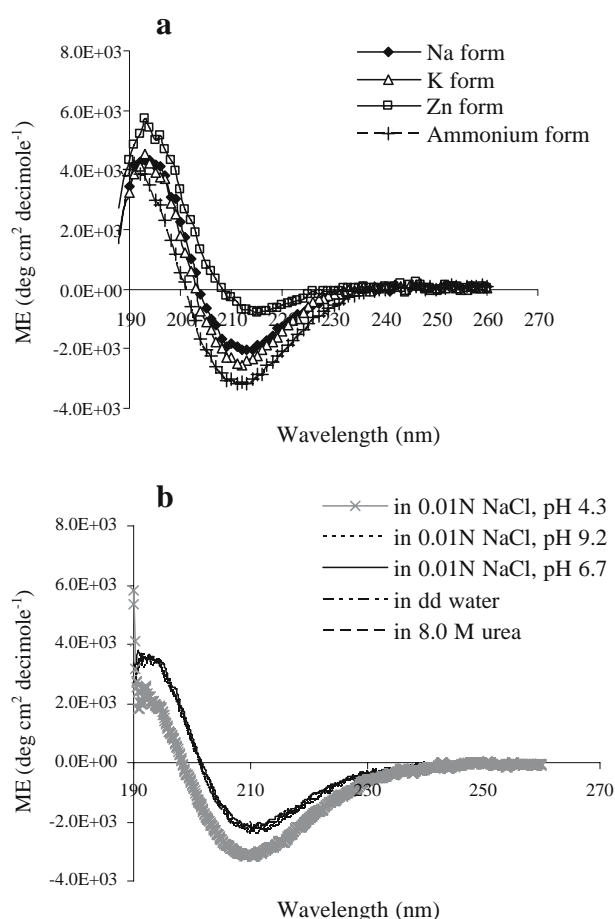 a
8.0E+03
6.0E+03
4.0E+03
2.0E+03
0.0E+00
-2.0E+03
-4.0E+03
ME (deg cm² decimole⁻¹)
Na form
K form
Zn form
Ammonium form
190 200 210 220 230 240 250 260 270
Wavelength (nm)
b
8.0E+03
6.0E+03
4.0E+03
2.0E+03
0.0E+00
-2.0E+03
-4.0E+03
ME (deg cm² decimole⁻¹)
in 0.01N NaCl, pH 4.3
in 0.01N NaCl, pH 9.2
in 0.01N NaCl, pH 6.7
in dd water
in 8.0 M urea
190 210 230 250 270
Wavelength (nm)